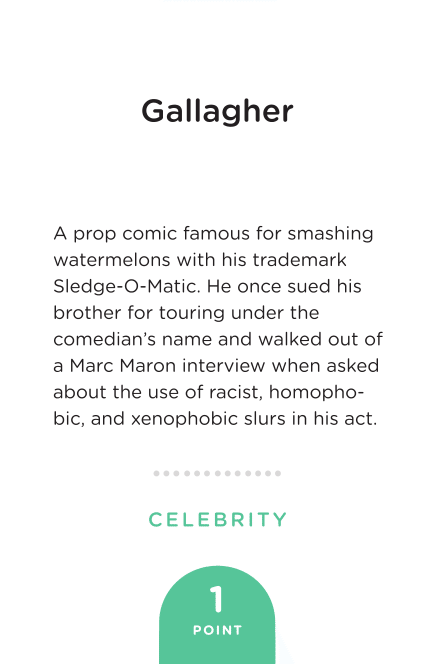 Gallagher
A prop comic famous for smashing
watermelons with his trademark
Sledge-O-Matic. He once sued his
brother for touring under the
comedian’s name and walked out of
a Marc Maron interview when asked
about the use of racist, homopho-
bic, and xenophobic slurs in his act.
CELEBRITY
1
POINT